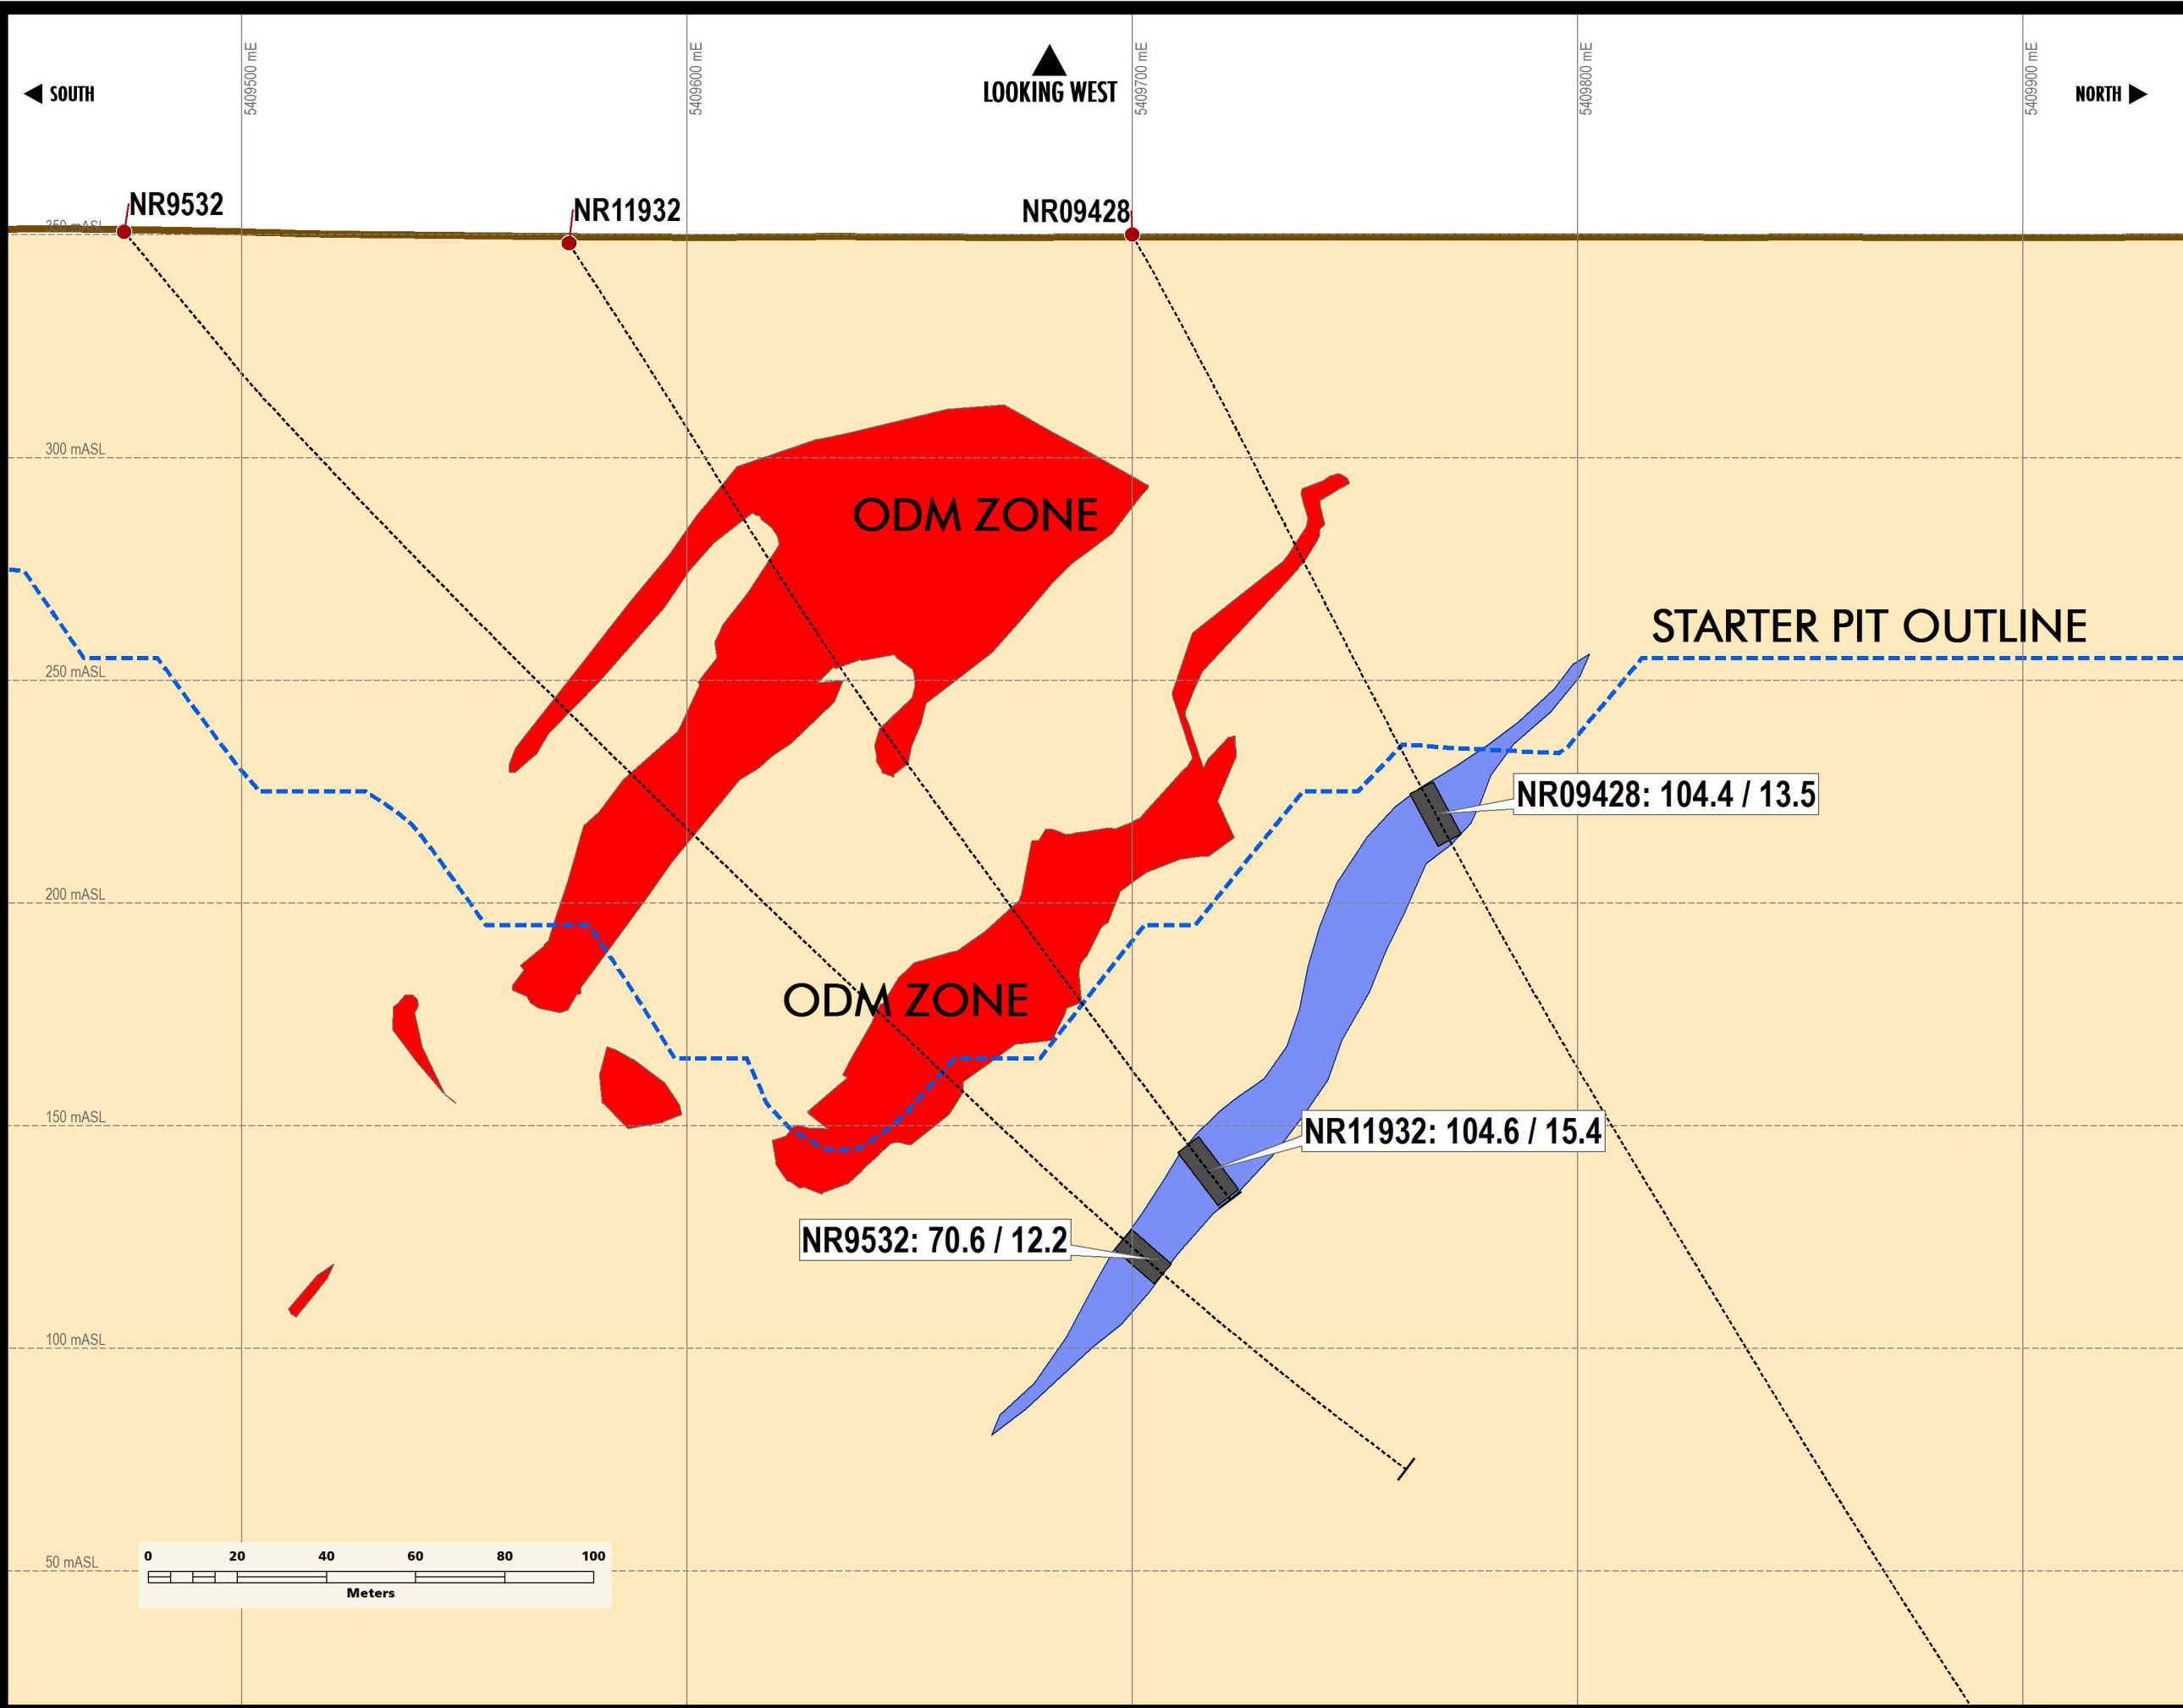 5409500 mE
5409600 mE
5409700 mE
5409800 mE
5409900 mE
SOUTH
LOOKING WEST
NORTH
NR9532
NR11932
NR09428
350 mASL
300 mASL
ODM ZONE
STARTER PIT OUTLINE
250 mASL
NR09428: 104.4 / 13.5
200 mASL
ODM ZONE
150 mASL
NR11932: 104.6 / 15.4
NR9532: 70.6 / 12.2
100 mASL
50 mASL
0 20 40 60 80 100
Meters